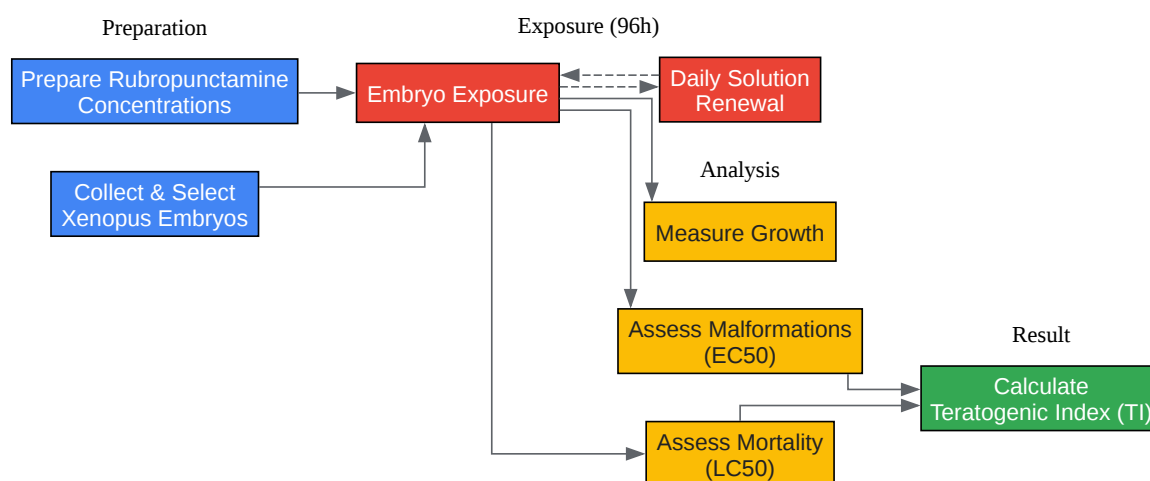 Preparation
Exposure (96h)
Prepare Rubropunctamine
Concentrations
Embryo Exposure
Daily Solution
Renewal
Collect & Select
Xenopus Embryos
Analysis
Measure Growth
Assess Malformations
(EC50)
Result
Calculate
Teratogenic Index (TI)
Assess Mortality
(LC50)